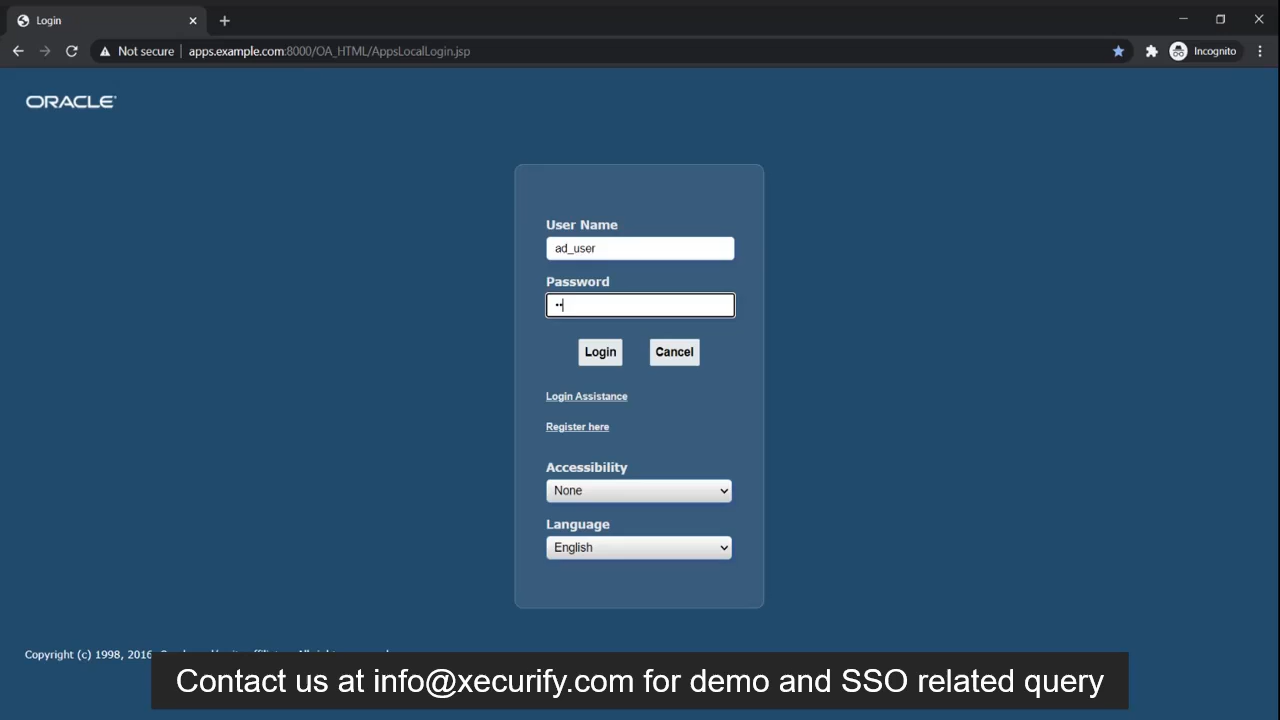 Login
Not secure
apps.example.com:8000/OA_HTML/AppsLocalLogin.jsp
Incognito
ORACLE
User Name
ad_user
Password
••
Login Cancel
Login Assistance
Register here
Accessibility
None
Language
English
Copyright (c) 1998, 2016
Contact us at info@xecurify.com for demo and SSO related query